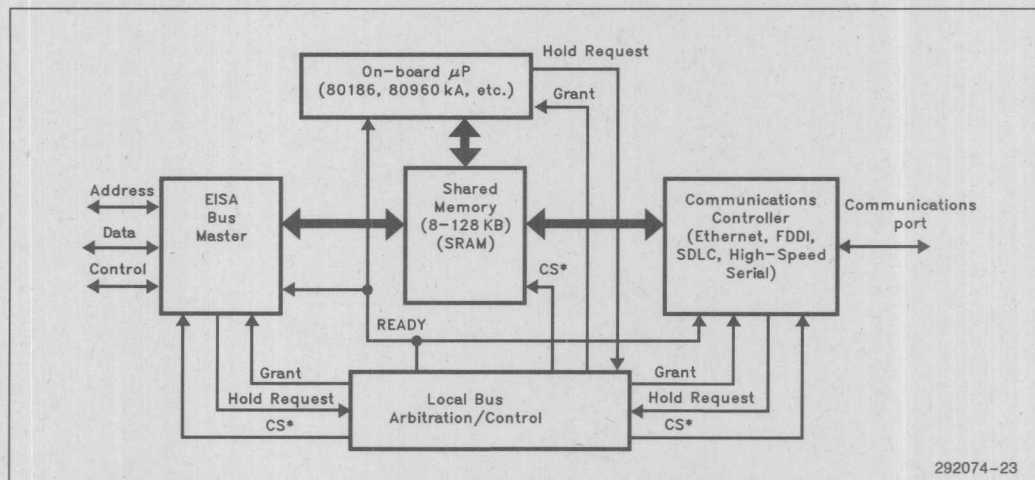 Hold Request
On-board μP
(80186, 80960 kA, etc.)
Grant
Address
Data
Control
EISA
Bus
Master
Shared
Memory
(8-128 KB)
(SRAM)
Communications
Controller
(Ethernet, FDDI,
SDLC, High-Speed
Serial)
Communications
port
CS*
READY
Grant
Hold Request
CS*
Local Bus
Arbitration/Control
Grant
Hold Request
CS*
292074-23